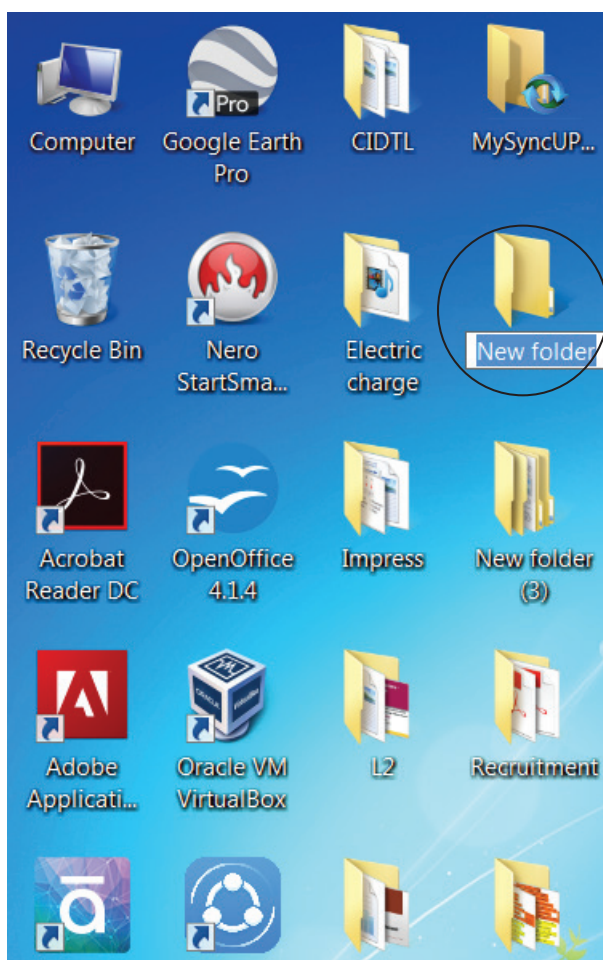 Pro
Computer
Google Earth
Pro
CIDTL
MySyncUP...
Recycle Bin
Nero
StartSma...
Electric
charge
New folder
Acrobat
Reader DC
OpenOffice
4.1.4
Impress
New folder
(3)
Adobe
Applicati...
Oracle VM
VirtualBox
L2
Recruitment
ā